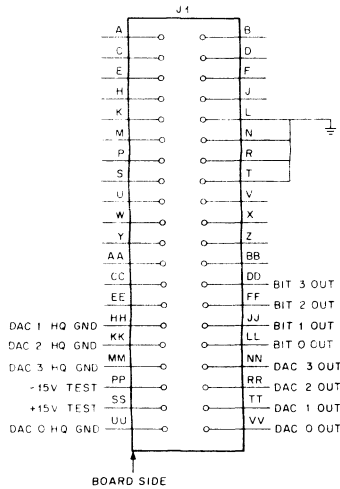 J1
A B
C D
E F
H J
K L
M N
P R
S T
U V
W X
Y Z
AA BB
CC DD BIT 3 OUT
EE FF BIT 2 OUT
DAC 1 HQ GND HH JJ BIT 1 OUT
DAC 2 HQ GND KK LL BIT 0 OUT
DAC 3 HQ GND MM NN DAC 3 OUT
-15V TEST PP RR DAC 2 OUT
+15V TEST SS TT DAC 1 OUT
DAC 0 HQ GND UU VV DAC 0 OUT
BOARD SIDE